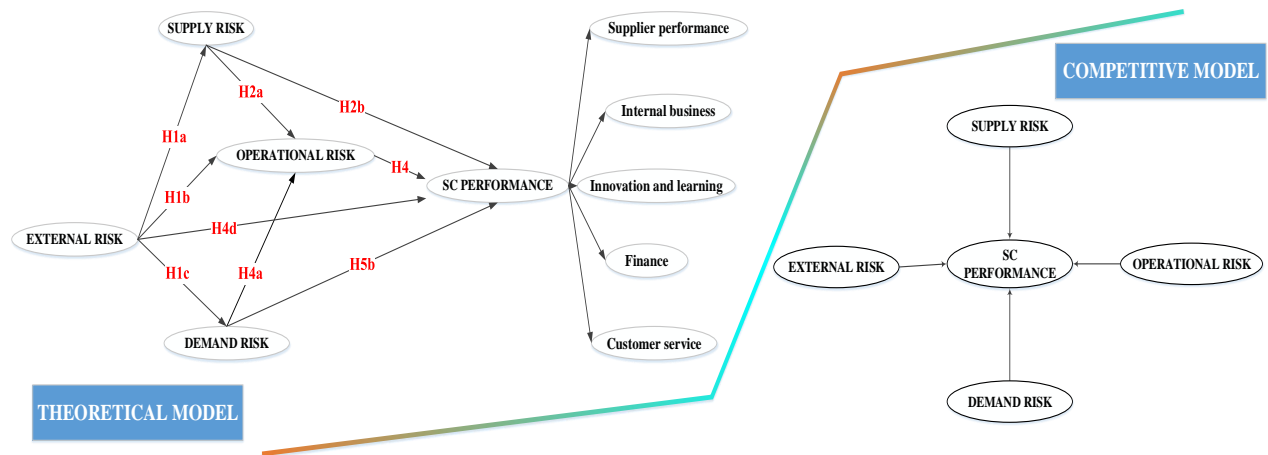 SUPPLY RISK
Supplier performance
COMPETITIVE MODEL
H2a
H2b
Internal business
SUPPLY RISK
H1a
OPERATIONAL RISK
H4
H1b
SC PERFORMANCE
Innovation and learning
EXTERNAL RISK
H4d
H1c
H4a
H5b
Finance
EXTERNAL RISK
SC
PERFORMANCE
OPERATIONAL RISK
DEMAND RISK
Customer service
DEMAND RISK
THEORETICAL MODEL